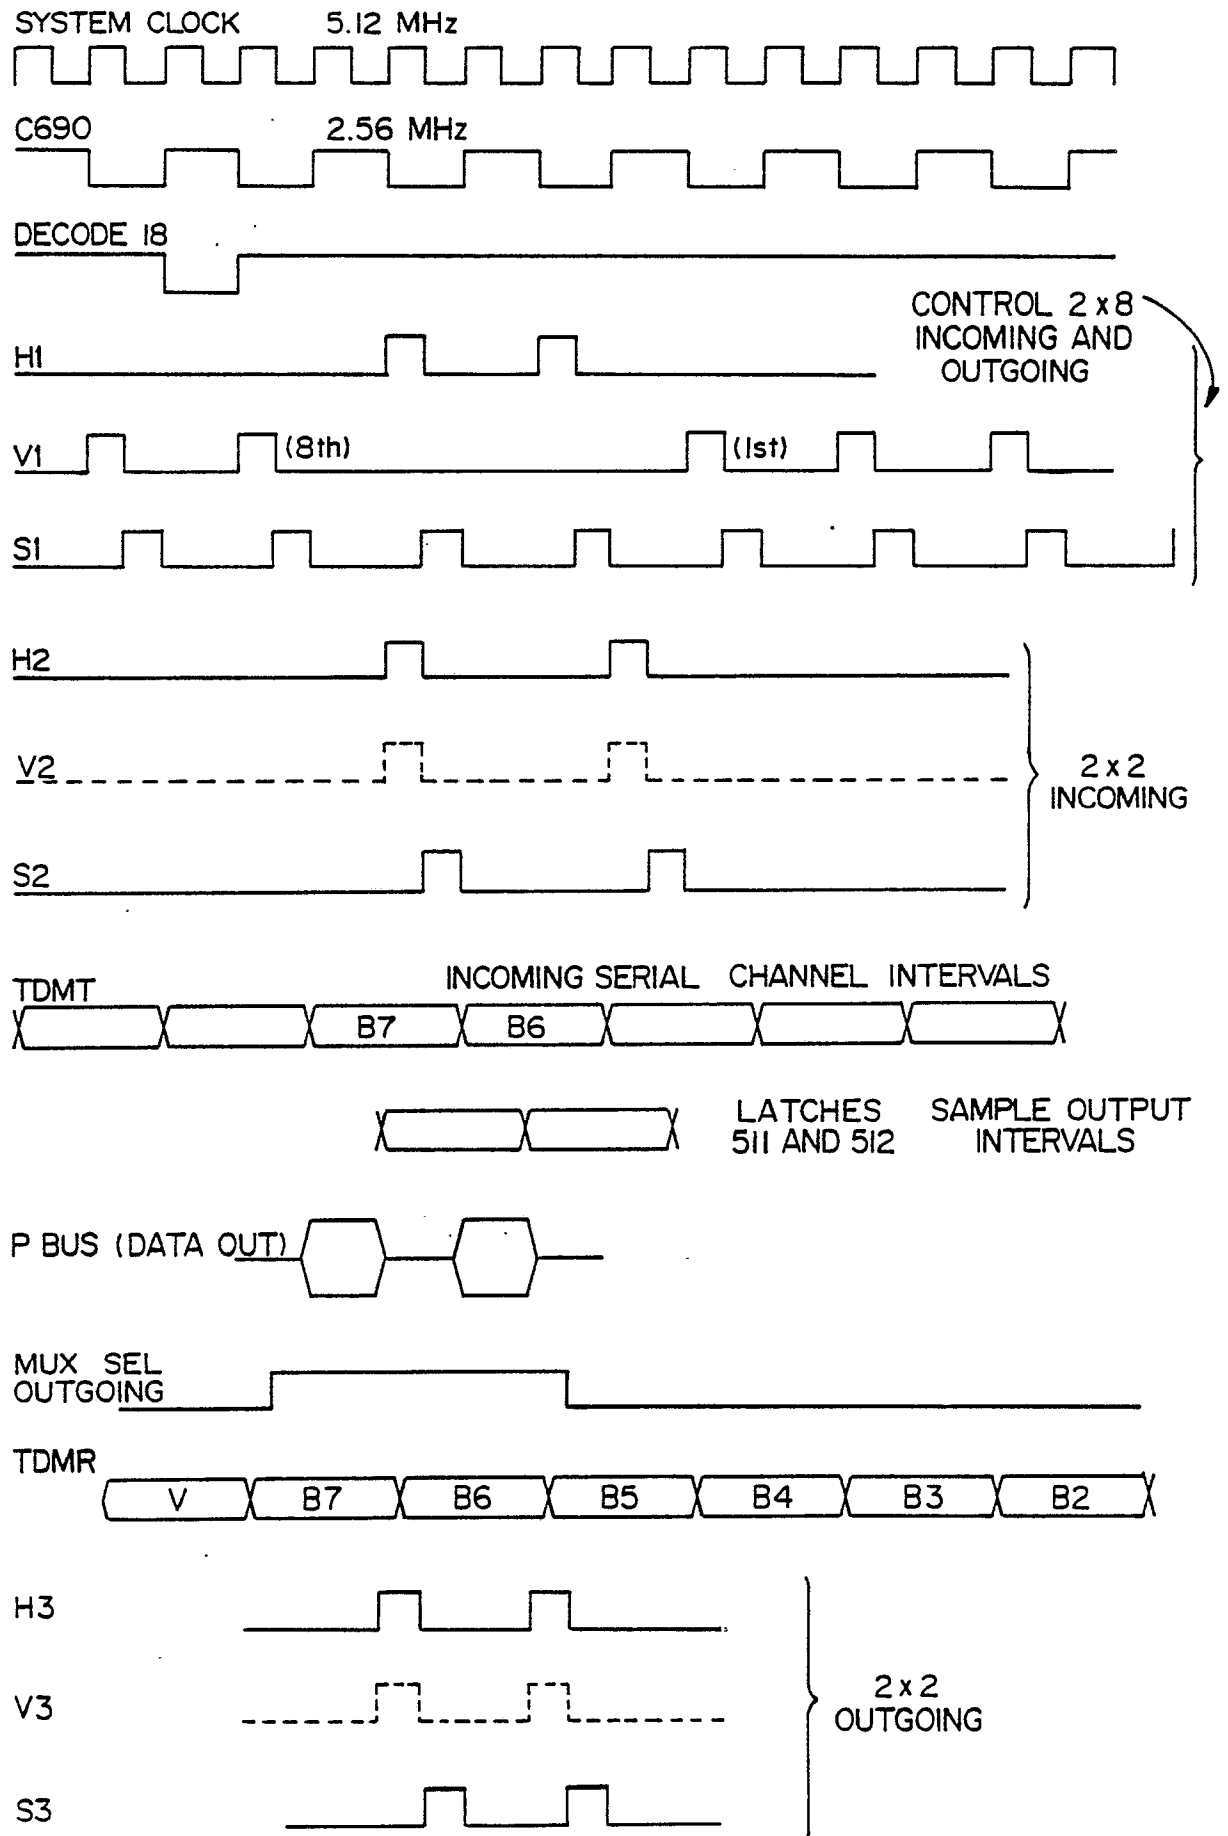 SYSTEM CLOCK 5.12 MHz
C690 2.56 MHz
DECODE 18
CONTROL 2 x 8
INCOMING AND
OUTGOING
H1
V1 (8th) (1st)
S1
H2
V2
2 x 2
INCOMING
S2
TDMT INCOMING SERIAL CHANNEL INTERVALS
B7 B6
LATCHES SAMPLE OUTPUT
511 AND 512 INTERVALS
P BUS (DATA OUT)
MUX SEL
OUTGOING
TDMR
V B7 B6 B5 B4 B3 B2
H3
V3
2 x 2
OUTGOING
S3